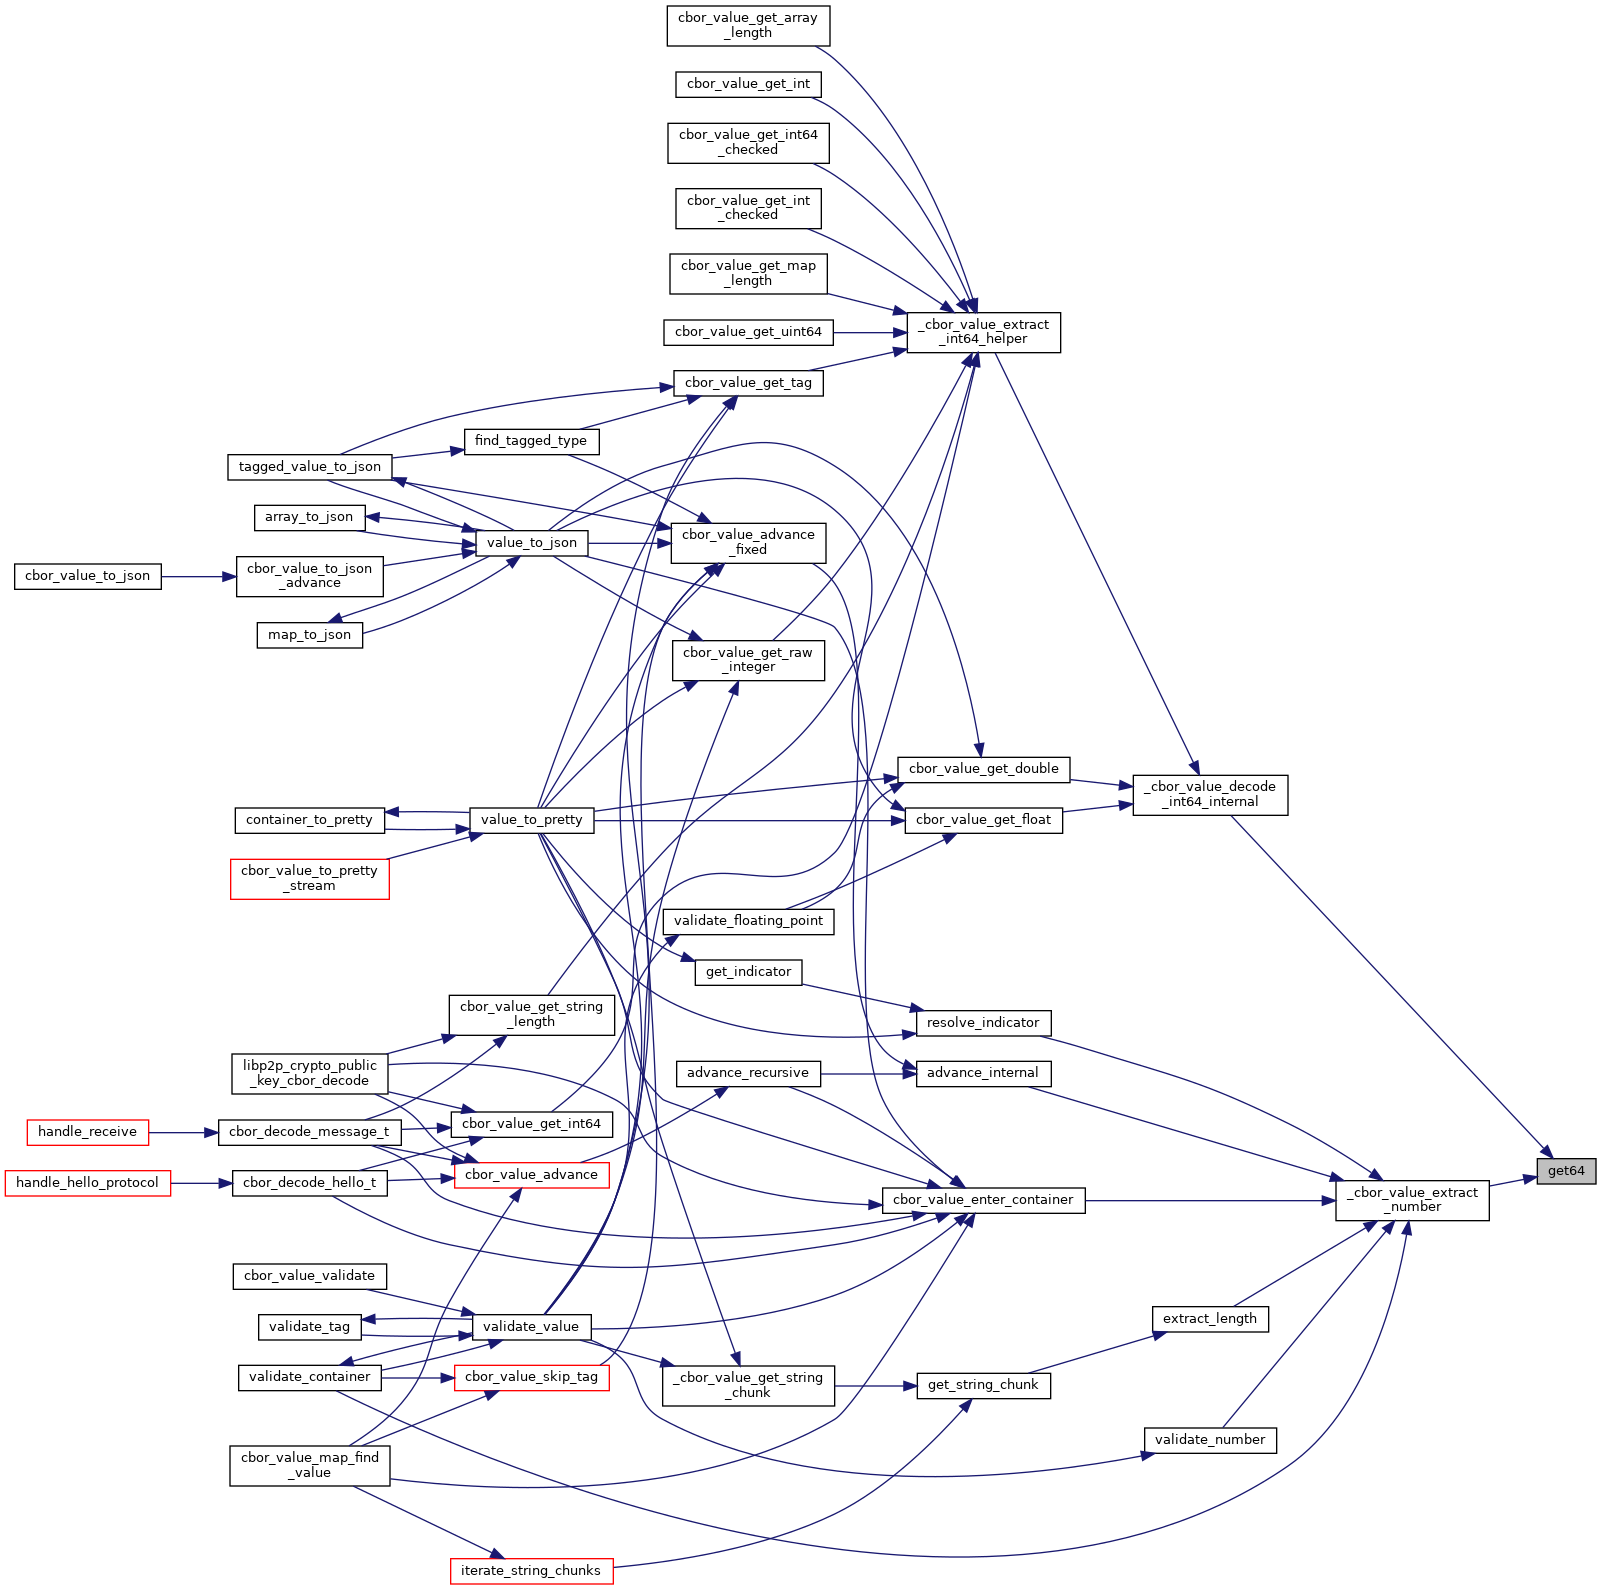 cbor_value_get_array
_length
cbor_value_get_int
cbor_value_get_int64
_checked
cbor_value_get_int
_checked
cbor_value_get_map
_length
cbor_value_get_uint64
_cbor_value_extract
_int64_helper
cbor_value_get_tag
find_tagged_type
tagged_value_to_json
array_to_json
value_to_json
cbor_value_advance
_fixed
cbor_value_to_json
cbor_value_to_json
_advance
map_to_json
cbor_value_get_raw
_integer
cbor_value_get_double
_cbor_value_decode
_int64_internal
container_to_pretty
value_to_pretty
cbor_value_get_float
cbor_value_to_pretty
_stream
validate_floating_point
get_indicator
cbor_value_get_string
_length
resolve_indicator
libp2p_crypto_public
_key_cbor_decode
advance_recursive
advance_internal
handle_receive
cbor_decode_message_t
cbor_value_get_int64
handle_hello_protocol
cbor_decode_hello_t
cbor_value_advance
get64
cbor_value_enter_container
_cbor_value_extract
_number
cbor_value_validate
validate_tag
validate_value
extract_length
validate_container
cbor_value_skip_tag
_cbor_value_get_string
_chunk
get_string_chunk
validate_number
cbor_value_map_find
_value
iterate_string_chunks